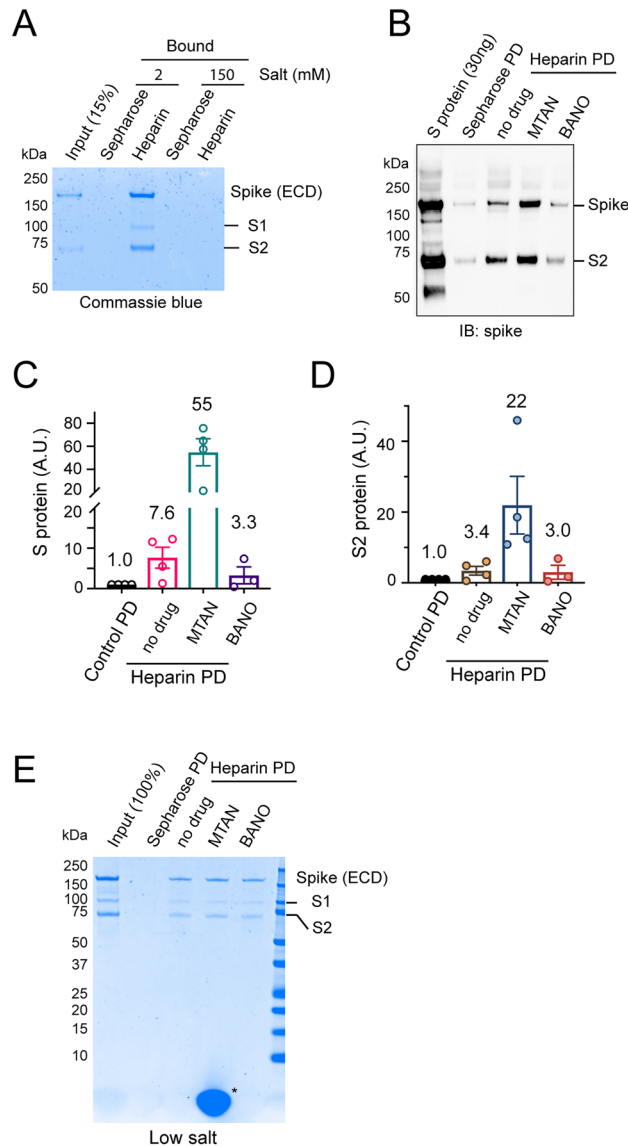 A
Bound
2 150 Salt (mM)
Input (15%)
Sepharose
Heparin
Sepharose
Heparin
kDa
250
150
100
75
50
Spike (ECD)
S1
S2
Commassie blue
B
S protein (30ng)
Sepharose PD
Heparin PD
no drug
MTAN
BANO
kDa
250
150
100
75
50
Spike
S2
IB: spike
C
S protein (A.U.)
80
60
40
20
20
10
0
1.0
7.6
55
3.3
Control PD
no drug
MTAN
BANO
Heparin PD
D
S2 protein (A.U.)
40
20
0
1.0
3.4
22
3.0
Control PD
no drug
MTAN
BANO
Heparin PD
E
Input (100%)
Sepharose PD
Heparin PD
no drug
MTAN
BANO
kDa
250
150
100
75
50
37
25
20
15
10
Spike (ECD)
S1
S2
*
Low salt